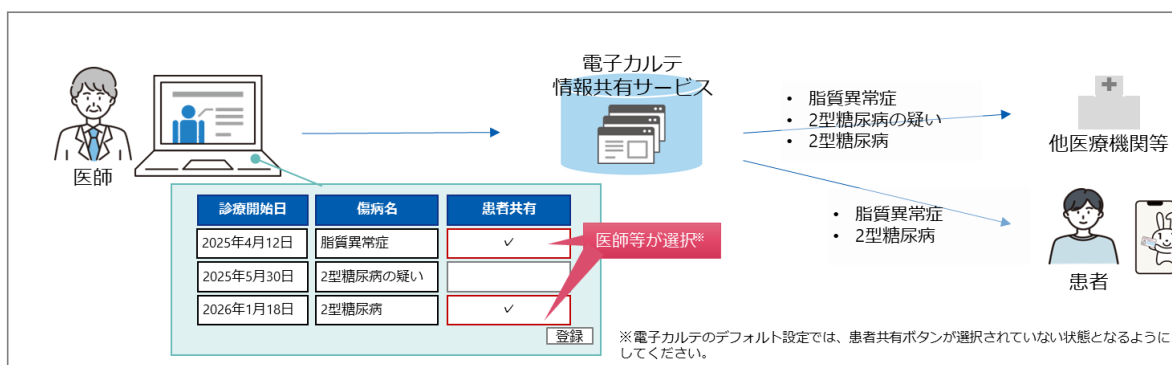 電子カルテ
情報共有サービス
医師
・ 脂質異常症
・ 2型糖尿病の疑い
・ 2型糖尿病
他医療機関等
・ 脂質異常症
・ 2型糖尿病
患者
診療開始日 傷病名 患者共有
2025年4月12日 脂質異常症 ✓
2025年5月30日 2型糖尿病の疑い
2026年1月18日 2型糖尿病 ✓
医師等が選択※
登録
※電子カルテのデフォルト設定では、患者共有ボタンが選択されていない状態となるように
してください。